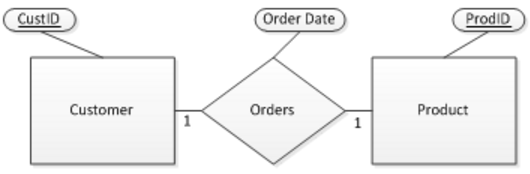 CustID
Order Date
ProdID
Customer
Orders
Product
1
1